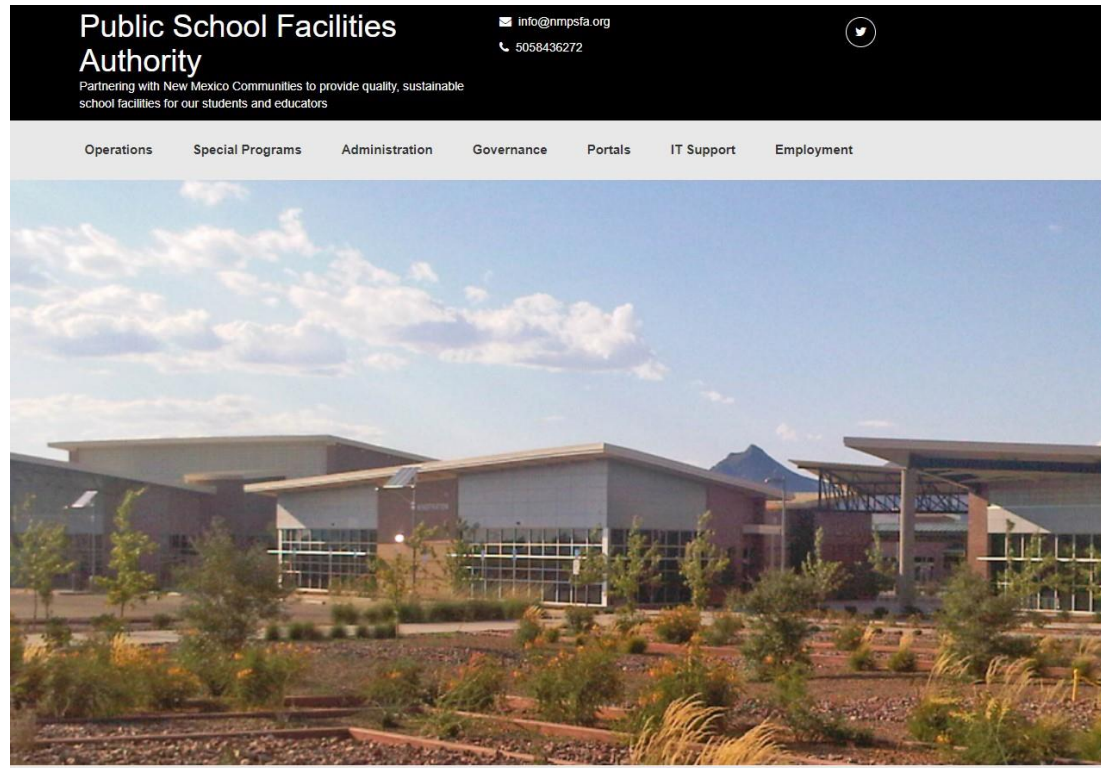 Public School Facilities
Authority
Partnering with New Mexico Communities to provide quality, sustainable
school facilities for our students and educators
info@nmpsfa.org
5058436272
Operations Special Programs Administration Governance Portals IT Support Employment